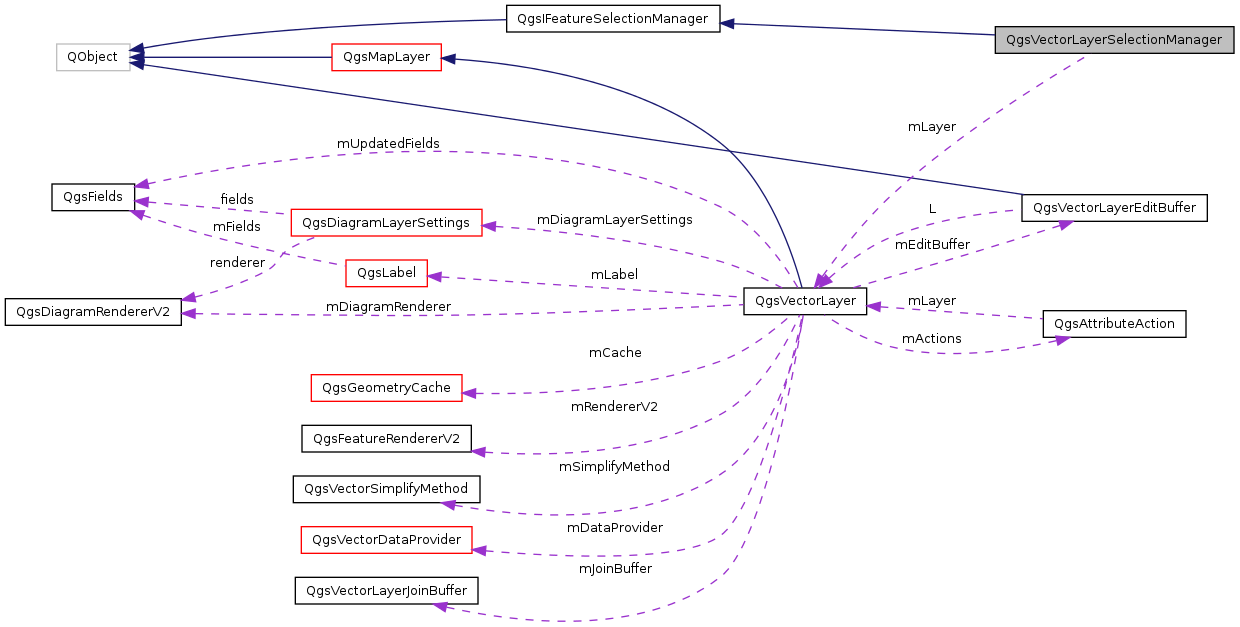 QgsIFeatureSelectionManager
QgsVectorLayerSelectionManager
QObject
QgsMapLayer
mLayer
mUpdatedFields
QgsFields
fields
QgsDiagramLayerSettings
mDiagramLayerSettings
L
QgsVectorLayerEditBuffer
mFields
mEditBuffer
renderer
QgsLabel
mLabel
QgsDiagramRendererV2
mDiagramRenderer
QgsVectorLayer
mLayer
QgsAttributeAction
mActions
mCache
QgsGeometryCache
mRendererV2
QgsFeatureRendererV2
mSimplifyMethod
QgsVectorSimplifyMethod
mDataProvider
QgsVectorDataProvider
mJoinBuffer
QgsVectorLayerJoinBuffer